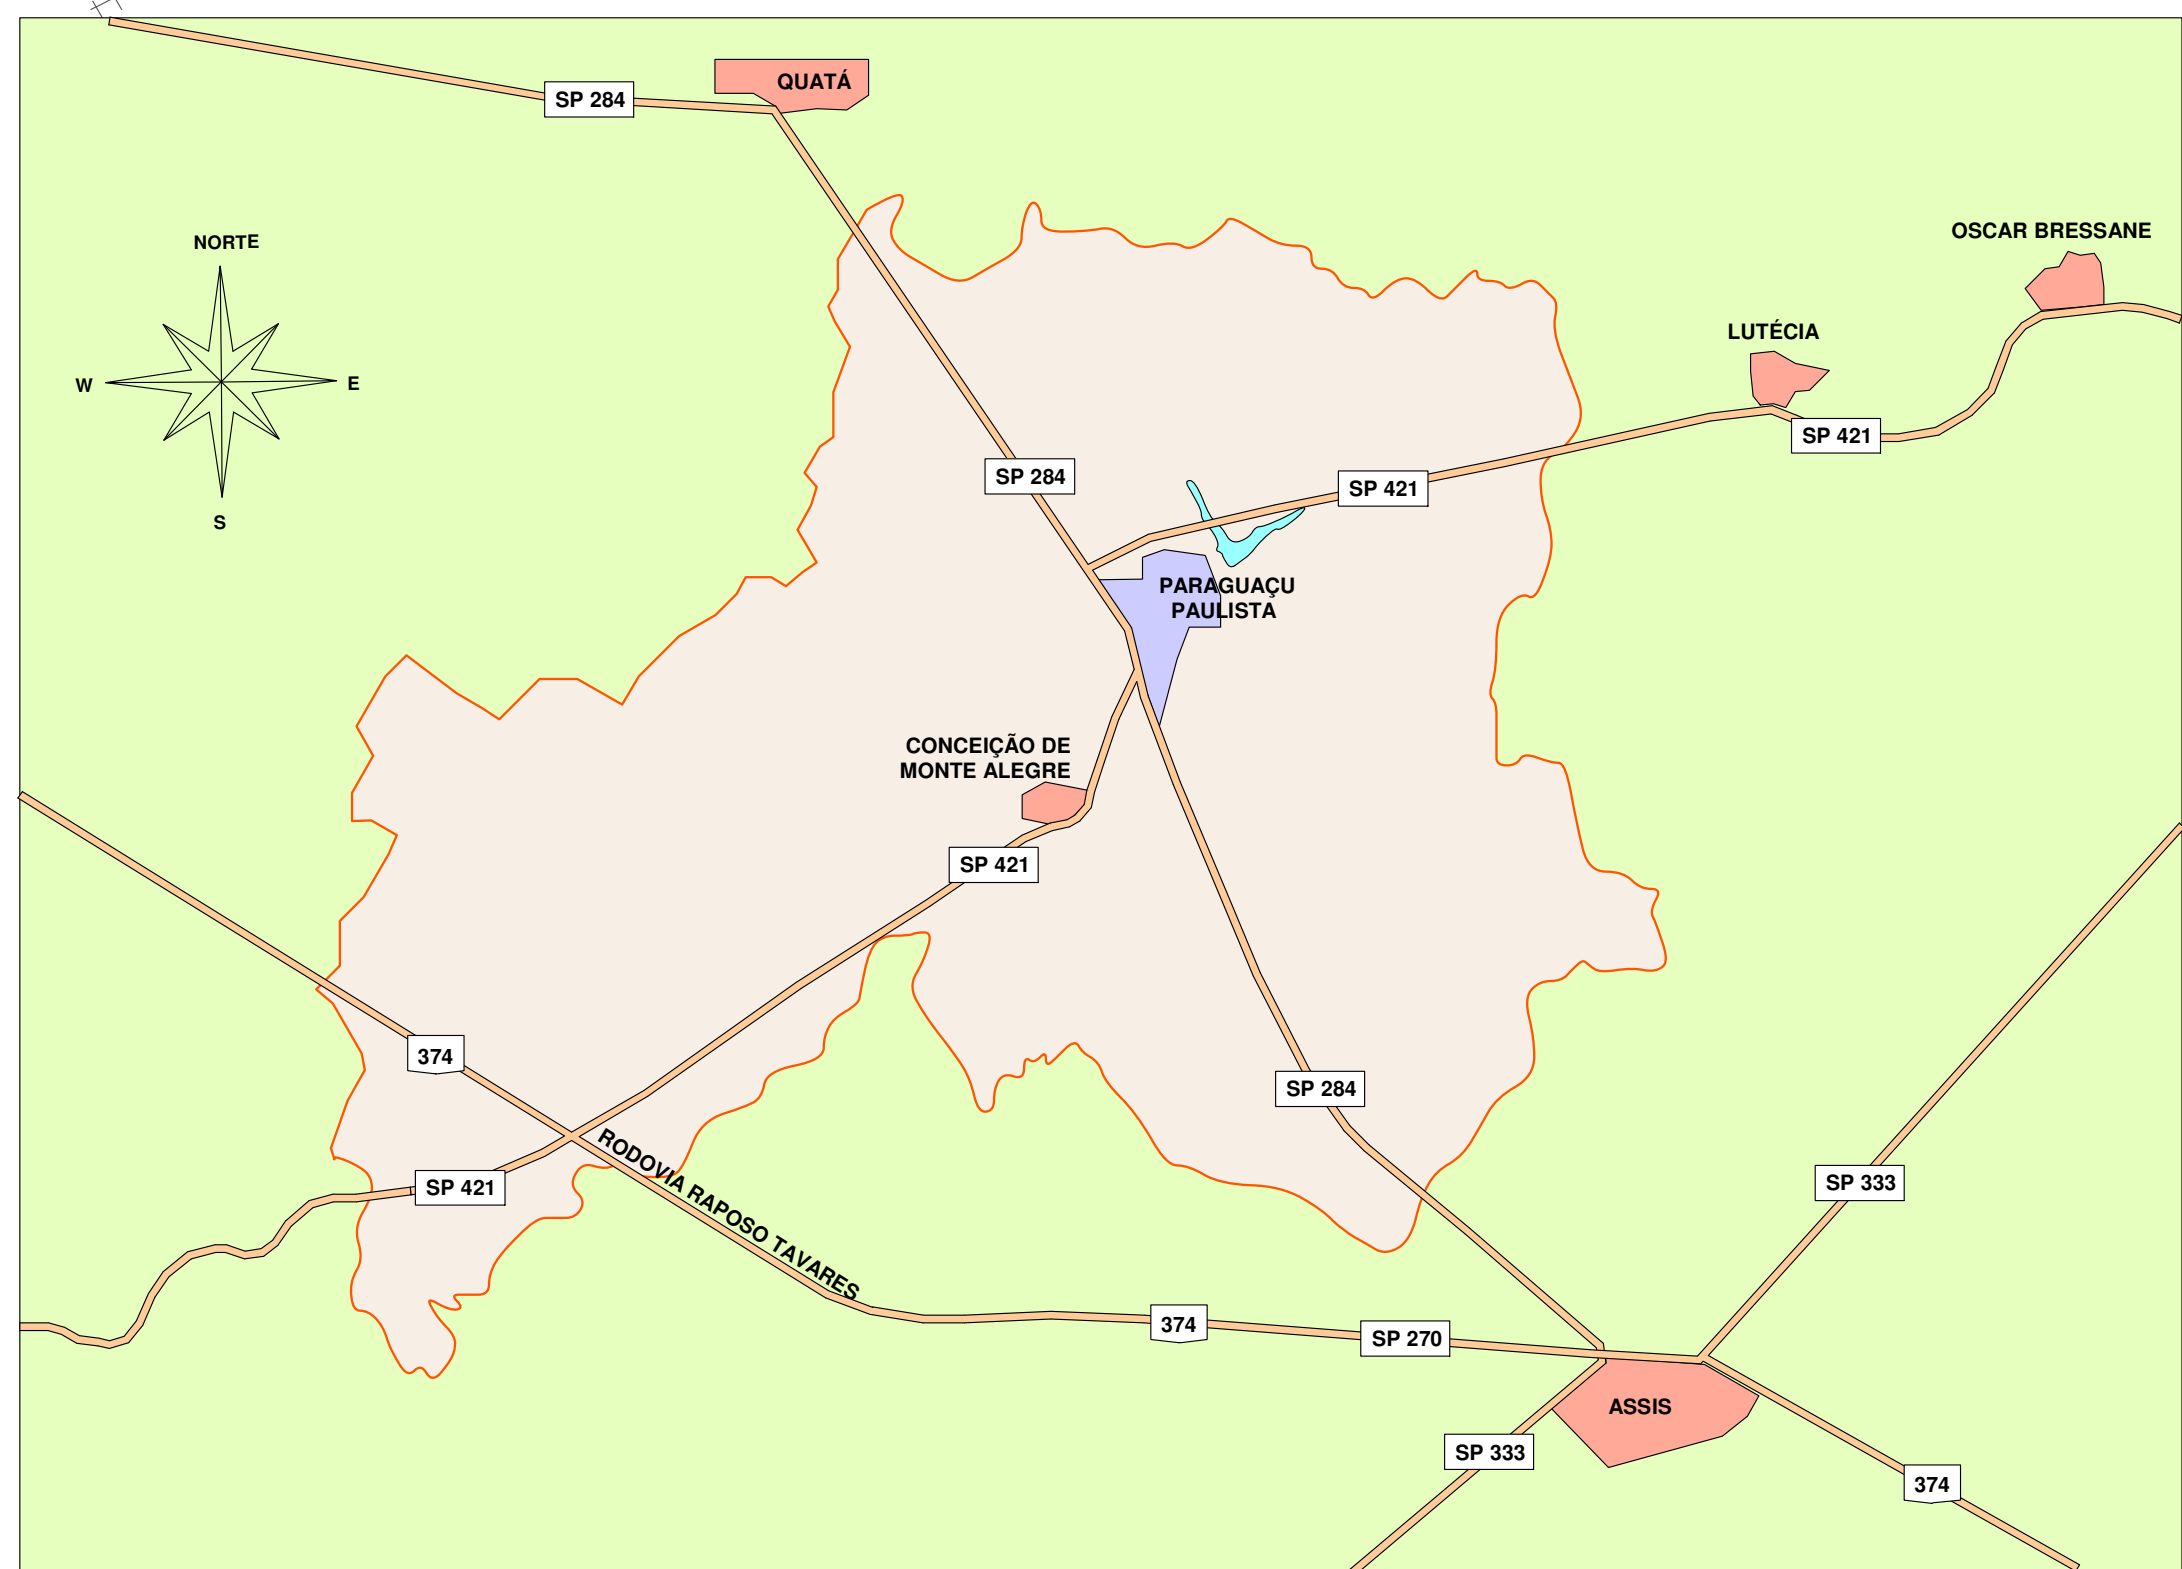 QUATÁ
SP 284
OSCAR BRESSANE
NORTE
LUTÉCIA
W
E
SP 421
SP 284
SP 421
S
PARAGUAÇU
PAULISTA
CONCEIÇÃO DE
MONTE ALEGRE
SP 421
374
SP 284
RODOVIA RAPOSO TAVARES
SP 333
SP 421
374
SP 270
ASSIS
SP 333
374